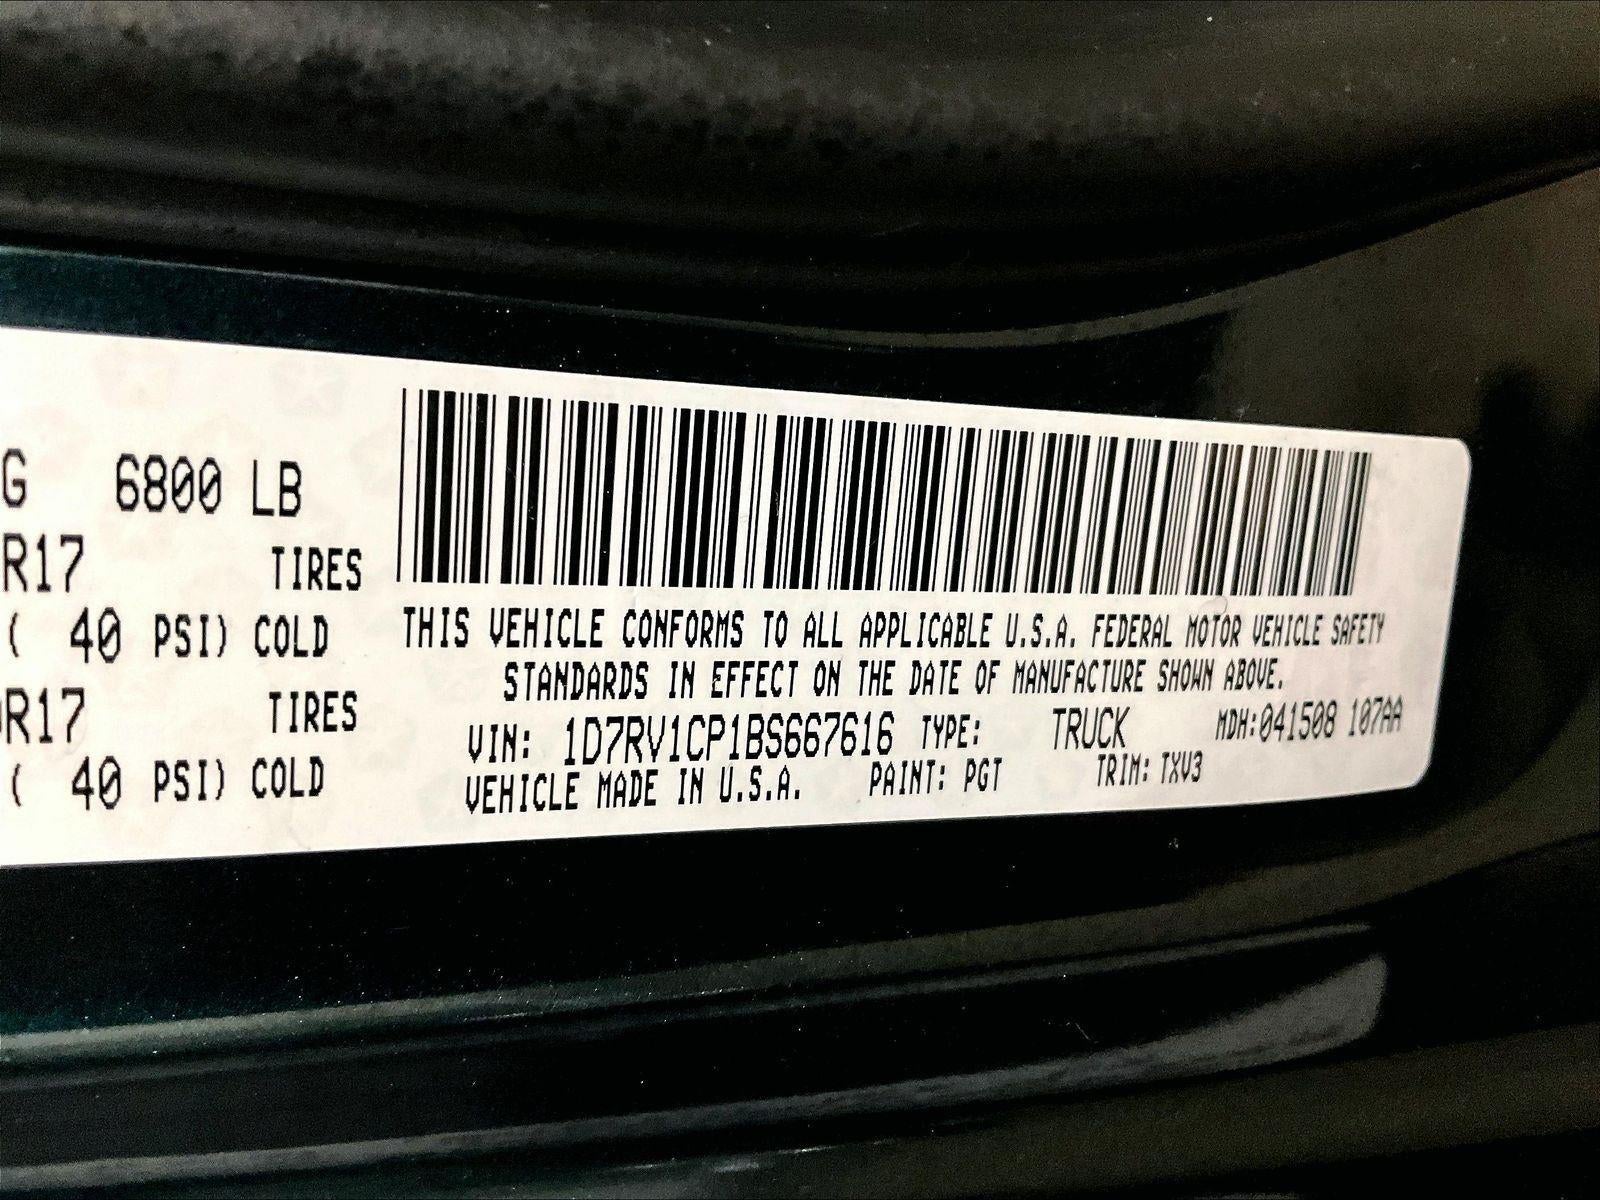 G 6800 LB
R17 TIRES
( 40 PSI) COLD
R17 TIRES
( 40 PSI) COLD
THIS VEHICLE CONFORMS TO ALL APPLICABLE U.S.A. FEDERAL MOTOR VEHICLE SAFETY
STANDARDS IN EFFECT ON THE DATE OF MANUFACTURE SHOWN ABOVE.
VIN: 1D7RV1CP1BS667616 TYPE: TRUCK MDH:041508 107AA
VEHICLE MADE IN U.S.A. PAINT: PGT TRIM: TXV3